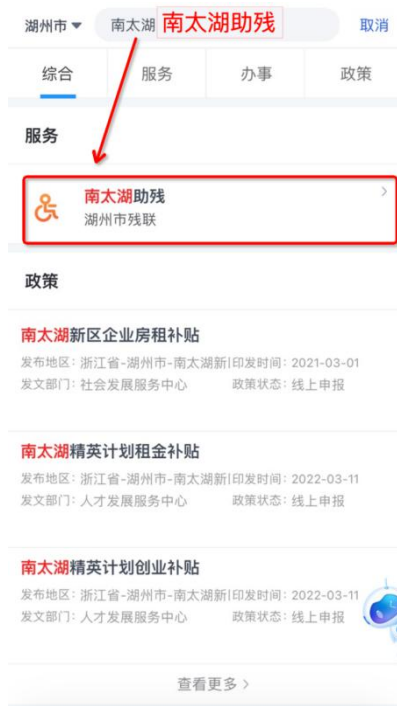 湖州市 南太湖 南太湖助残 取消
综合 服务 办事 政策
服务
南太湖助残
湖州市残联
政策
南太湖新区企业房租补贴
发布地区：浙江省-湖州市-南太湖新 印发时间：2021-03-01
发文部门：社会发展服务中心 政策状态：线上申报
南太湖精英计划租金补贴
发布地区：浙江省-湖州市-南太湖新 印发时间：2022-03-11
发文部门：人才发展服务中心 政策状态：线上申报
南太湖精英计划创业补贴
发布地区：浙江省-湖州市-南太湖新 印发时间：2022-03-11
发文部门：人才发展服务中心 政策状态：线上申报
查看更多